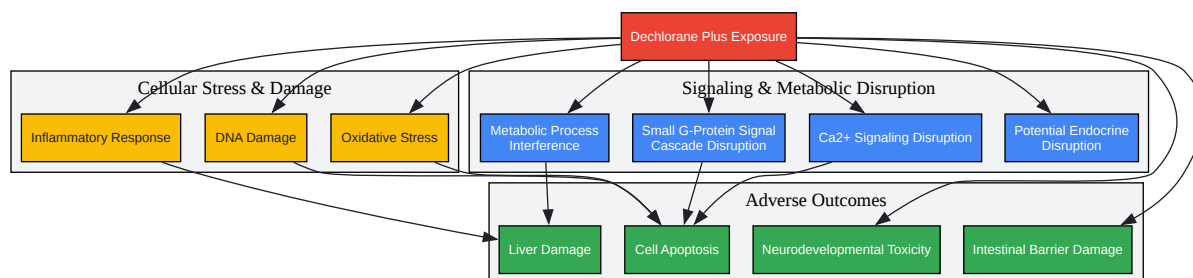 Dechlorane Plus Exposure
Cellular Stress & Damage
Signaling & Metabolic Disruption
Inflammatory Response
DNA Damage
Oxidative Stress
Metabolic Process
Interference
Small G-Protein Signal
Cascade Disruption
Ca2+ Signaling Disruption
Potential Endocrine
Disruption
Adverse Outcomes
Liver Damage
Cell Apoptosis
Neurodevelopmental Toxicity
Intestinal Barrier Damage